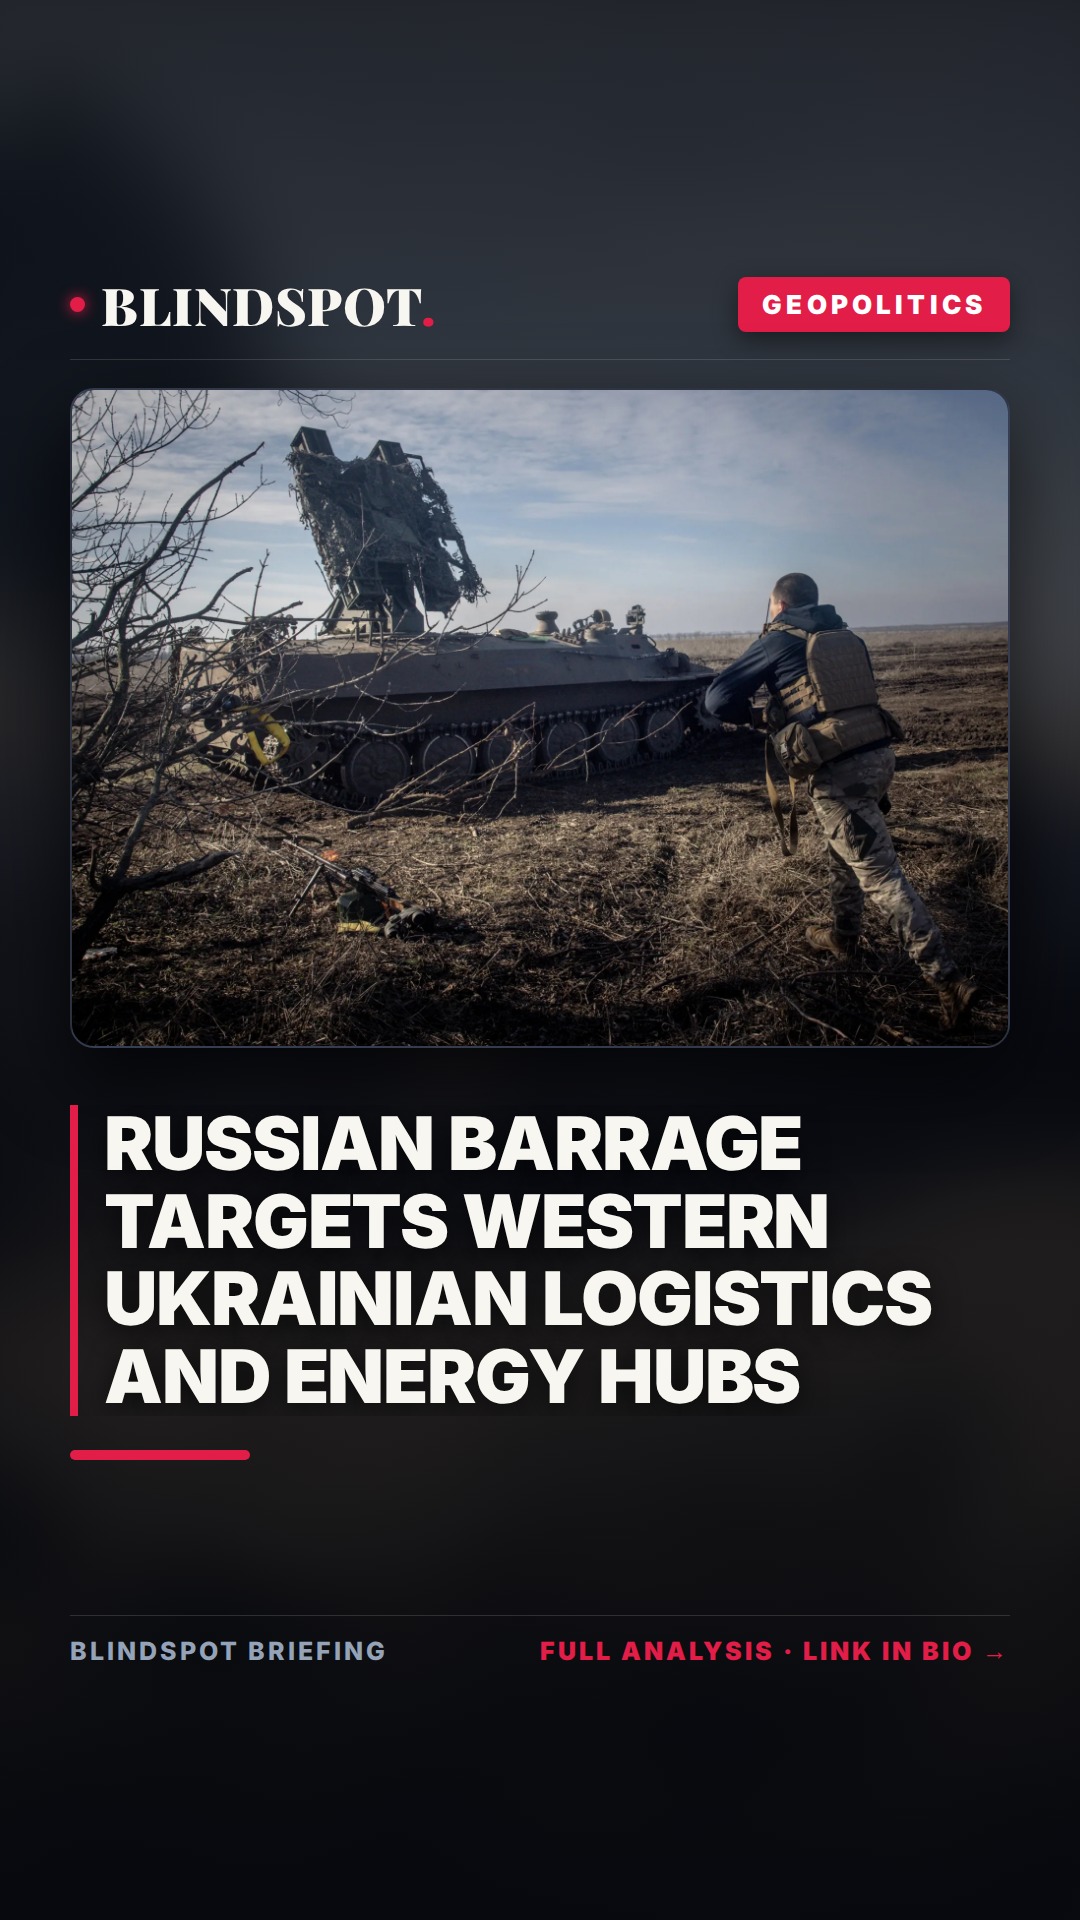 BLINDSPOT.
GEOPOLITICS
RUSSIAN BARRAGE
TARGETS WESTERN
UKRAINIAN LOGISTICS
AND ENERGY HUBS
BLINDSPOT BRIEFING
FULL ANALYSIS · LINK IN BIO →